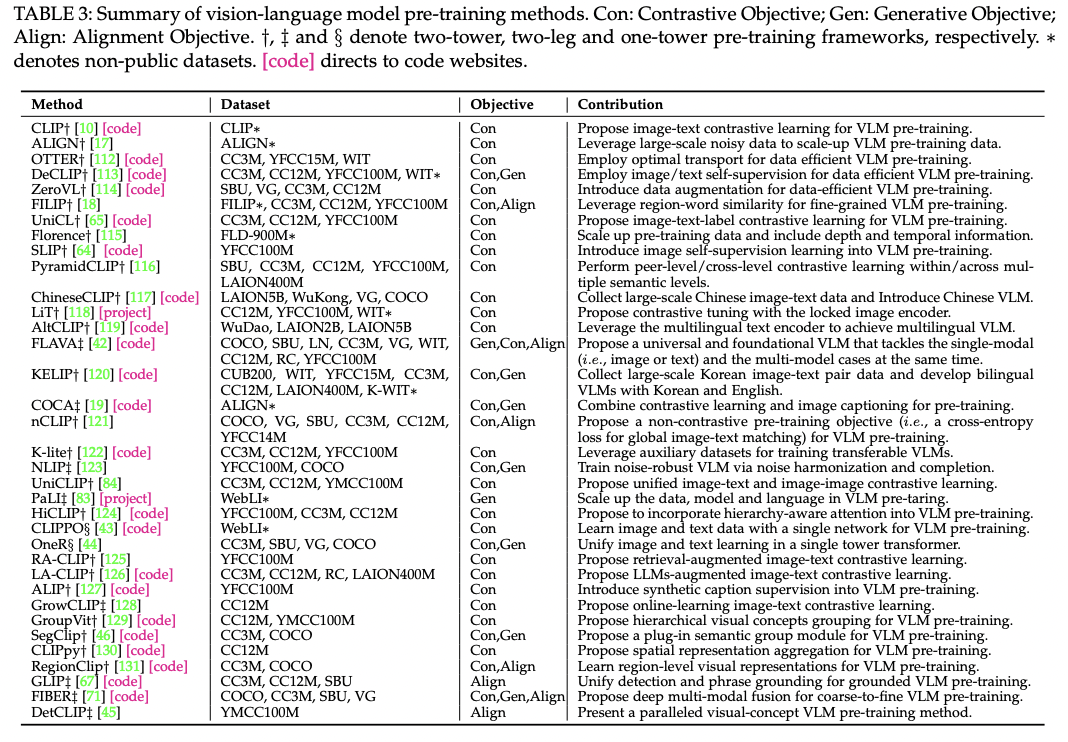 TABLE 3: Summary of vision-language model pre-training methods. Con: Contrastive Objective; Gen: Generative Objective;
Align: Alignment Objective. †, ‡ and § denote two-tower, two-leg and one-tower pre-training frameworks, respectively. ∗
denotes non-public datasets. [code] directs to code websites.
Method Dataset Objective Contribution
CLIP† [10] [code] CLIP∗ Con Propose image-text contrastive learning for VLM pre-training.
ALIGN† [17] ALIGN∗ Con Leverage large-scale noisy data to scale-up VLM pre-training data.
OTTER† [112] [code] CC3M, YFCC15M, WIT Con Employ optimal transport for data efficient VLM pre-training.
DeCLIP† [113] [code] CC3M, CC12M, YFCC100M, WIT∗ Con,Gen Employ image/text self-supervision for data efficient VLM pre-training.
ZeroVL† [114] [code] SBU, VG, CC3M, CC12M Con Introduce data augmentation for data-efficient VLM pre-training.
FILIP† [18] FILIP∗, CC3M, CC12M, YFCC100M Con,Align Leverage region-word similarity for fine-grained VLM pre-training.
UniCL† [65] [code] CC3M, CC12M, YFCC100M Con Propose image-text-label contrastive learning for VLM pre-training.
Florence† [115] FLD-900M∗ Con Scale up pre-training data and include depth and temporal information.
SLIP† [64] [code] YFCC100M Con Introduce image self-supervision learning into VLM pre-training.
PyramidCLIP† [116] SBU, CC3M, CC12M, YFCC100M, Con Perform peer-level/cross-level contrastive learning within/across mul-
LAION400M tiple semantic levels.
ChineseCLIP† [117] [code] LAION5B, WuKong, VG, COCO Con Collect large-scale Chinese image-text data and Introduce Chinese VLM.
LiT† [118] [project] CC12M, YFCC100M, WIT∗ Con Propose contrastive tuning with the locked image encoder.
AltCLIP† [119] [code] WuDao, LAION2B, LAION5B Con Leverage the multilingual text encoder to achieve multilingual VLM.
FLAVA‡ [42] [code] COCO, SBU, LN, CC3M, VG, WIT, Gen,Con,Align Propose a universal and foundational VLM that tackles the single-modal
CC12M, RC, YFCC100M (i.e., image or text) and the multi-model cases at the same time.
KELIP† [120] [code] CUB200, WIT, YFCC15M, CC3M, Con,Gen Collect large-scale Korean image-text pair data and develop bilingual
CC12M, LAION400M, K-WIT∗ VLMs with Korean and English.
COCA‡ [19] [code] ALIGN∗ Con,Gen Combine contrastive learning and image captioning for pre-training.
nCLIP† [121] COCO, VG, SBU, CC3M, CC12M, Con,Align Propose a non-contrastive pre-training objective (i.e., a cross-entropy
YFCC14M loss for global image-text matching) for VLM pre-training.
K-lite† [122] [code] CC3M, CC12M, YFCC100M Con Leverage auxiliary datasets for training transferable VLMs.
NLIP‡ [123] YFCC100M, COCO Con,Gen Train noise-robust VLM via noise harmonization and completion.
UniCLIP† [84] CC3M, CC12M, YMCC100M Con Propose unified image-text and image-image contrastive learning.
PaLI‡ [83] [project] WebLI∗ Gen Scale up the data, model and language in VLM pre-taring.
HiCLIP† [124] [code] YFCC100M, CC3M, CC12M Con Propose to incorporate hierarchy-aware attention into VLM pre-training.
CLIPPO§ [43] [code] WebLI∗ Con Learn image and text data with a single network for VLM pre-training.
OneR§ [44] CC3M, SBU, VG, COCO Con,Gen Unify image and text learning in a single tower transformer.
RA-CLIP† [125] YFCC100M Con Propose retrieval-augmented image-text contrastive learning.
LA-CLIP† [126] [code] CC3M, CC12M, RC, LAION400M Con Propose LLMs-augmented image-text contrastive learning.
ALIP† [127] [code] YFCC100M Con Introduce synthetic caption supervision into VLM pre-training.
GrowCLIP‡ [128] CC12M Con Propose online-learning image-text contrastive learning.
GroupVit† [129] [code] CC12M, YMCC100M Con Propose hierarchical visual concepts grouping for VLM pre-training.
SegClip† [46] [code] CC3M, COCO Con,Gen Propose a plug-in semantic group module for VLM pre-training.
CLIPpy† [130] [code] CC12M Con Propose spatial representation aggregation for VLM pre-training.
RegionClip† [131] [code] CC3M, COCO Con,Align Learn region-level visual representations for VLM pre-training.
GLIP‡ [67] [code] CC3M, CC12M, SBU Align Unify detection and phrase grounding for grounded VLM pre-training.
FIBER‡ [71] [code] COCO, CC3M, SBU, VG Con,Gen,Align Propose deep multi-modal fusion for coarse-to-fine VLM pre-training.
DetCLIP‡ [45] YMCC100M Align Present a paralleled visual-concept VLM pre-training method.